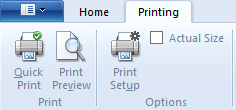 Home Printing
Quick Print
Print Preview
Print Setup
Actual Size
Print
Options